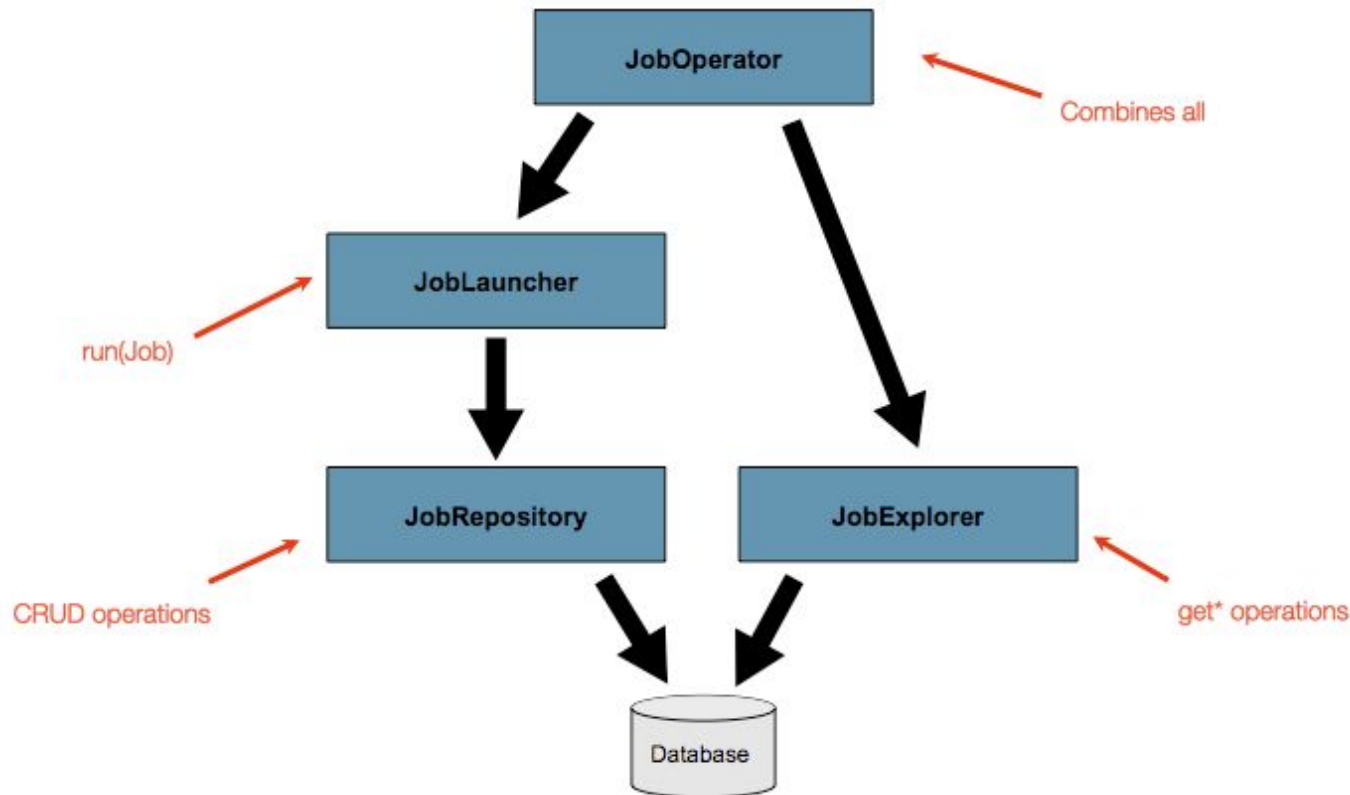 JobOperator
Combines all
JobLauncher
run(Job)
JobRepository
JobExplorer
CRUD operations
get* operations
Database